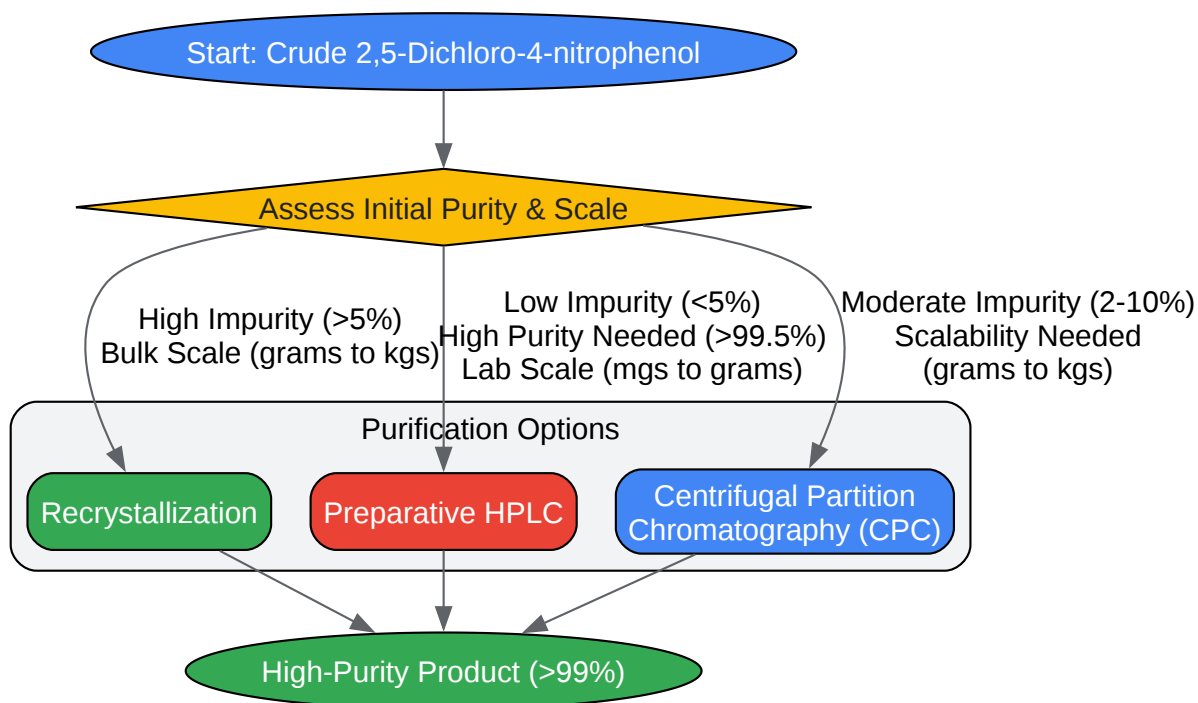 Start: Crude 2,5-Dichloro-4-nitrophenol
Assess Initial Purity & Scale
High Impurity (>5%)
Bulk Scale (grams to kgs)
Low Impurity (<5%)
High Purity Needed (>99.5%)
Lab Scale (mgs to grams)
Moderate Impurity (2-10%)
Scalability Needed
(grams to kgs)
Purification Options
Recrystallization
Preparative HPLC
Centrifugal Partition
Chromatography (CPC)
High-Purity Product (>99%)